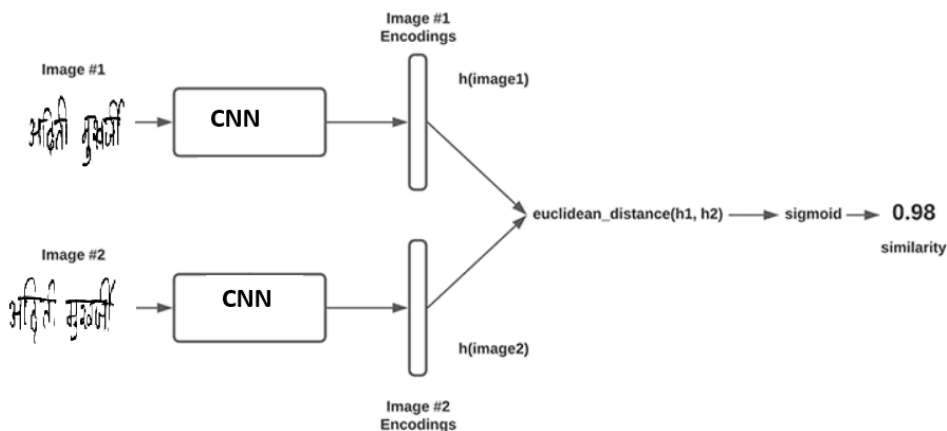 Image #1
Encodings
Image #1
h(image1)
अदिती मुखर्जी
CNN
euclidean_distance(h1, h2)
sigmoid
0.98
similarity
Image #2
अदिती मुखर्जी
CNN
h(image2)
Image #2
Encodings